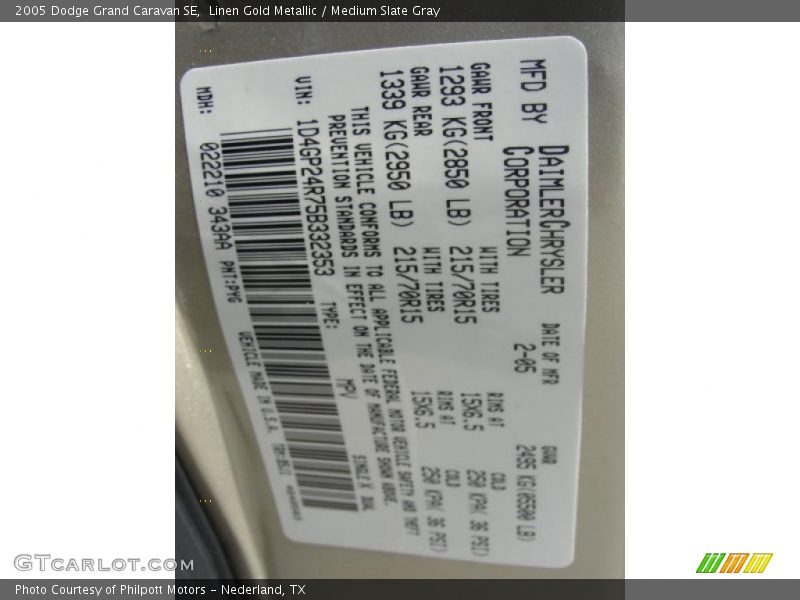 2005 Dodge Grand Caravan SE, Linen Gold Metallic / Medium Slate Gray
MFD BY DAIMLERCHRYSLER CORPORATION DATE OF MFR 2-05 GVWR 2495 KG(05500 LB)
GAWR FRONT WITH TIRES RIMS AT COLD
1293 KG(2850 LB) 215/70R15 15X6.5 250 KPA( 36 PSI)
GAWR REAR WITH TIRES RIMS AT COLD
1339 KG(2950 LB) 215/70R15 15X6.5 250 KPA( 36 PSI)
THIS VEHICLE CONFORMS TO ALL APPLICABLE FEDERAL MOTOR VEHICLE SAFETY AND THEFT
PREVENTION STANDARDS IN EFFECT ON THE DATE OF MANUFACTURE SHOWN ABOVE.
VIN: 1D4GP24R75B332353 TYPE: MPV SINGLE X DUAL
MDH: 022210 343AA PNT:PYG VEHICLE MADE IN U.S.A.
GTCarLot.com
Photo Courtesy of Philpott Motors - Nederland, TX